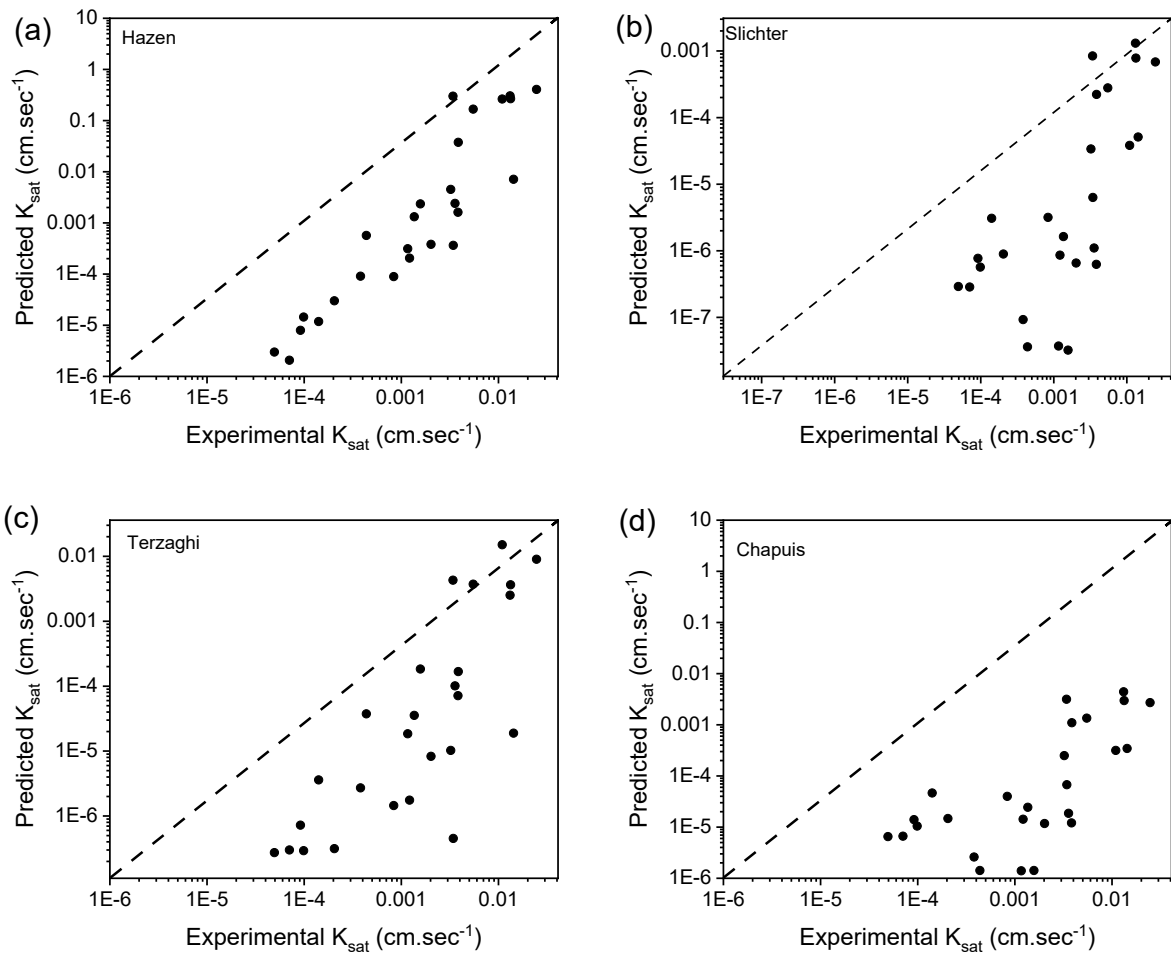 (a)
Hazen
10
1
0.1
0.01
0.001
1E-4
1E-5
1E-6
Predicted K_sat (cm.sec⁻¹)
1E-6 1E-5 1E-4 0.001 0.01
Experimental K_sat (cm.sec⁻¹)
(b)
Slichter
0.001
1E-4
1E-5
1E-6
1E-7
Predicted K_sat (cm.sec⁻¹)
1E-7 1E-6 1E-5 1E-4 0.001 0.01
Experimental K_sat (cm.sec⁻¹)
(c)
Terzaghi
0.01
0.001
1E-4
1E-5
1E-6
Predicted K_sat (cm.sec⁻¹)
1E-6 1E-5 1E-4 0.001 0.01
Experimental K_sat (cm.sec⁻¹)
(d)
Chapuis
10
1
0.1
0.01
0.001
1E-4
1E-5
1E-6
Predicted K_sat (cm.sec⁻¹)
1E-6 1E-5 1E-4 0.001 0.01
Experimental K_sat (cm.sec⁻¹)